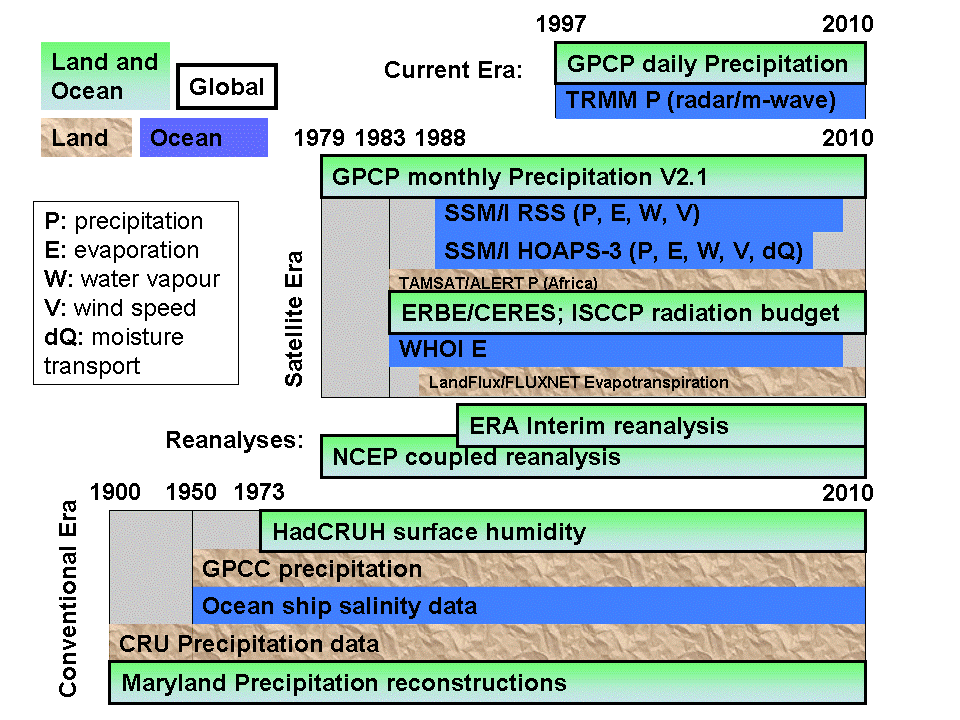 1997 2010
Land and
Ocean
Global
Current Era:
GPCP daily Precipitation
TRMM P (radar/m-wave)
Land
Ocean
1979 1983 1988 2010
GPCP monthly Precipitation V2.1
SSM/I RSS (P, E, W, V)
SSM/I HOAPS-3 (P, E, W, V, dQ)
TAMSAT/ALERT P (Africa)
ERBE/CERES; ISCCP radiation budget
WHOI E
LandFlux/FLUXNET Evapotranspiration
Satellite Era
P: precipitation
E: evaporation
W: water vapour
V: wind speed
dQ: moisture
transport
Reanalyses:
ERA Interim reanalysis
NCEP coupled reanalysis
1900 1950 1973 2010
Conventional Era
HadCRUH surface humidity
GPCC precipitation
Ocean ship salinity data
CRU Precipitation data
Maryland Precipitation reconstructions